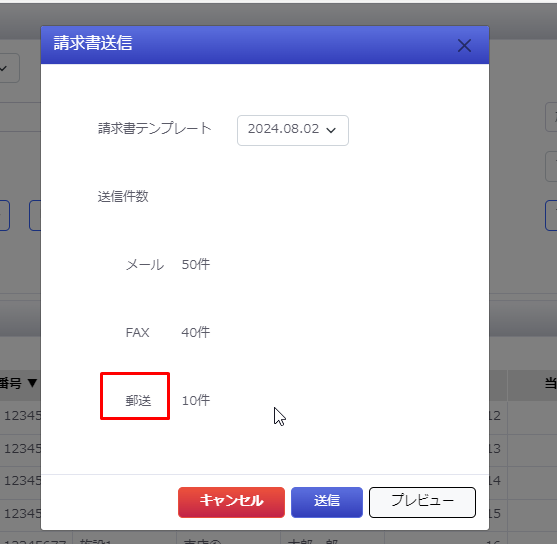 請求書送信
請求書テンプレート 2024.08.02
送信件数
メール 50件
FAX 40件
郵送 10件
キャンセル 送信 プレビュー
番号 ▼ 当
12345 12
12345 13
12345 14
12345 15